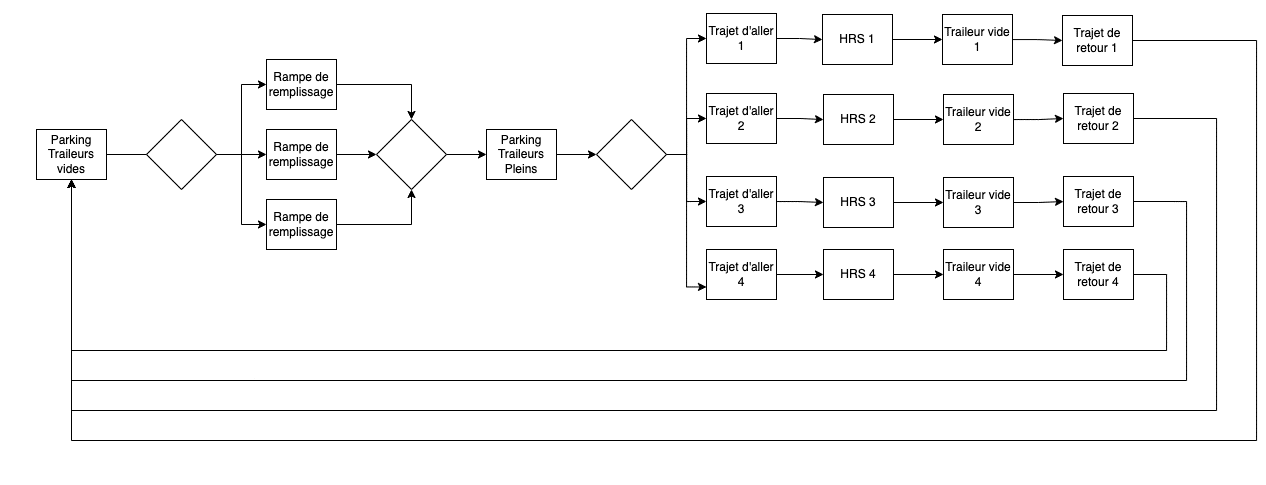 Trajet d'aller
1
HRS 1
Traileur vide
1
Trajet de
retour 1
Rampe de
remplissage
Trajet d'aller
2
HRS 2
Traileur vide
2
Trajet de
retour 2
Parking
Traileurs
vides
Rampe de
remplissage
Parking
Traileurs
Pleins
Rampe de
remplissage
Trajet d'aller
3
HRS 3
Traileur vide
3
Trajet de
retour 3
Trajet d'aller
4
HRS 4
Traileur vide
4
Trajet de
retour 4